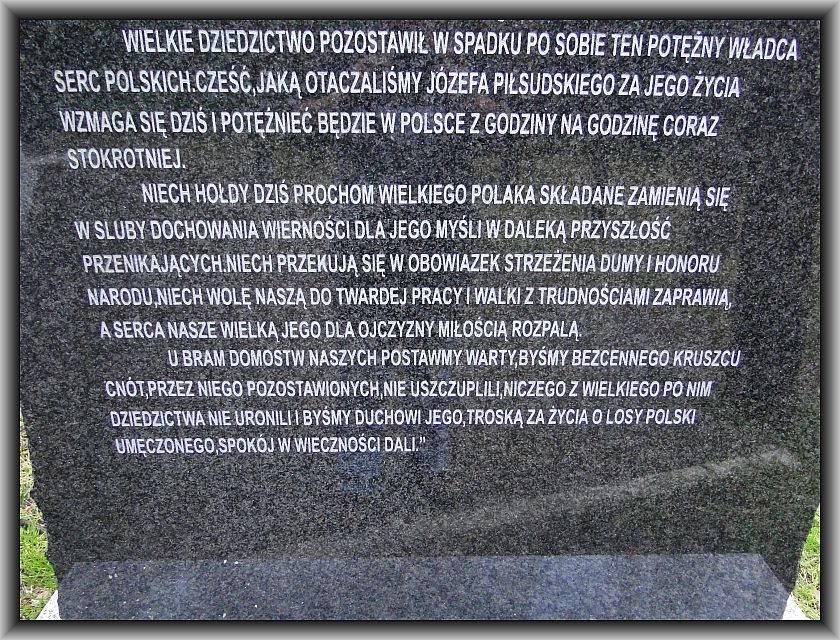 WIELKIE DZIEDZICTWO POZOSTAWIŁ W SPADKU PO SOBIE TEN POTĘŻNY WŁADCA
SERC POLSKICH.CZEŚĆ,JAKĄ OTACZALIŚMY JÓZEFA PIŁSUDSKIEGO ZA JEGO ŻYCIA
WZMAGA SIĘ DZIŚ I POTĘŻNIEĆ BĘDZIE W POLSCE Z GODZINY NA GODZINĘ CORAZ
STOKROTNIEJ.
NIECH HOŁDY DZIŚ PROCHOM WIELKIEGO POLAKA SKŁADANE ZAMIENIĄ SIĘ
W SLUBY DOCHOWANIA WIERNOŚCI DLA JEGO MYŚLI W DALEKĄ PRZYSZŁOŚĆ
PRZENIKAJĄCYCH.NIECH PRZEKUJĄ SIĘ W OBOWIAZEK STRZEŻENIA DUMY I HONORU
NARODU,NIECH WOLĘ NASZĄ DO TWARDEJ PRACY I WALKI Z TRUDNOŚCIAMI ZAPRAWIĄ,
A SERCA NASZE WIELKĄ JEGO DLA OJCZYZNY MIŁOŚCIĄ ROZPALĄ.
U BRAM DOMOSTW NASZYCH POSTAWMY WARTY,BYŚMY BEZCENNEGO KRUSZCU
CNÓT,PRZEZ NIEGO POZOSTAWIONYCH,NIE USZCZUPLILI,NICZEGO Z WIELKIEGO PO NIM
DZIEDZICTWA NIE URONILI I BYŚMY DUCHOWI JEGO,TROSKĄ ZA ŻYCIA O LOSY POLSKI
UMĘCZONEGO,SPOKÓJ W WIECZNOŚCI DALI.”